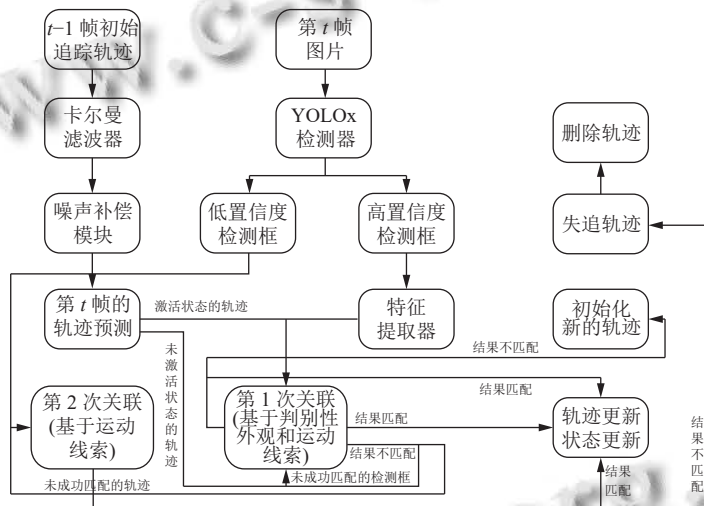 t−1 帧初始
追踪轨迹
第 t 帧
图片
卡尔曼
滤波器
YOLOx
检测器
删除轨迹
噪声补偿
模块
低置信度
检测框
高置信度
检测框
失追轨迹
第 t 帧的
轨迹预测
激活状态的轨迹
特征
提取器
初始化
新的轨迹
未激活状态的轨迹
结果不匹配
结果匹配
第 2 次关联
(基于运动
线索)
第 1 次关联
(基于判别性
外观和运动
线索)
结果匹配
轨迹更新
状态更新
结果不匹配
结果不匹配
未成功匹配的轨迹
未成功匹配的检测框
结果
匹配
www.c-